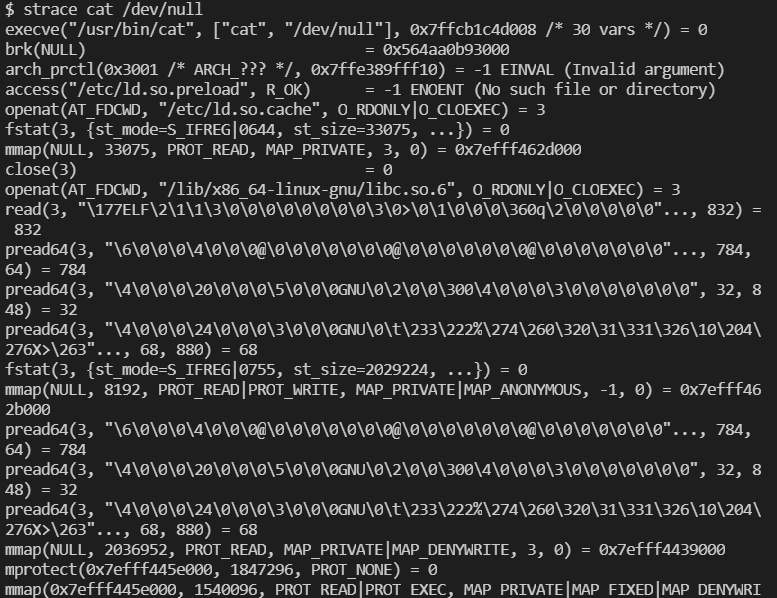 $ strace cat /dev/null
execve("/usr/bin/cat", ["cat", "/dev/null"], 0x7ffcb1c4d008 /* 30 vars */) = 0
brk(NULL)                               = 0x564aa0b93000
arch_prctl(0x3001 /* ARCH_??? */, 0x7ffe389fff10) = -1 EINVAL (Invalid argument)
access("/etc/ld.so.preload", R_OK)      = -1 ENOENT (No such file or directory)
openat(AT_FDCWD, "/etc/ld.so.cache", O_RDONLY|O_CLOEXEC) = 3
fstat(3, {st_mode=S_IFREG|0644, st_size=33075, ...}) = 0
mmap(NULL, 33075, PROT_READ, MAP_PRIVATE, 3, 0) = 0x7efff462d000
close(3)                                = 0
openat(AT_FDCWD, "/lib/x86_64-linux-gnu/libc.so.6", O_RDONLY|O_CLOEXEC) = 3
read(3, "\177ELF\2\1\1\3\0\0\0\0\0\0\0\0\3\0>\0\1\0\0\0\360q\2\0\0\0\0\0"..., 832) =
 832
pread64(3, "\6\0\0\0\4\0\0\0@\0\0\0\0\0\0\0@\0\0\0\0\0\0\0@\0\0\0\0\0\0\0"..., 784,
64) = 784
pread64(3, "\4\0\0\0\20\0\0\0\5\0\0\0GNU\0\2\0\0\300\4\0\0\0\3\0\0\0\0\0\0\0", 32, 8
48) = 32
pread64(3, "\4\0\0\0\24\0\0\0\3\0\0\0GNU\0\t\233\222%\274\260\320\31\331\326\10\204\
276X>\263"..., 68, 880) = 68
fstat(3, {st_mode=S_IFREG|0755, st_size=2029224, ...}) = 0
mmap(NULL, 8192, PROT_READ|PROT_WRITE, MAP_PRIVATE|MAP_ANONYMOUS, -1, 0) = 0x7efff46
2b000
pread64(3, "\6\0\0\0\4\0\0\0@\0\0\0\0\0\0\0@\0\0\0\0\0\0\0@\0\0\0\0\0\0\0"..., 784,
64) = 784
pread64(3, "\4\0\0\0\20\0\0\0\5\0\0\0GNU\0\2\0\0\300\4\0\0\0\3\0\0\0\0\0\0\0", 32, 8
48) = 32
pread64(3, "\4\0\0\0\24\0\0\0\3\0\0\0GNU\0\t\233\222%\274\260\320\31\331\326\10\204\
276X>\263"..., 68, 880) = 68
mmap(NULL, 2036952, PROT_READ, MAP_PRIVATE|MAP_DENYWRITE, 3, 0) = 0x7efff4439000
mprotect(0x7efff445e000, 1847296, PROT_NONE) = 0
mmap(0x7efff445e000, 1540096, PROT_READ|PROT_EXEC, MAP_PRIVATE|MAP_FIXED|MAP_DENYWRI